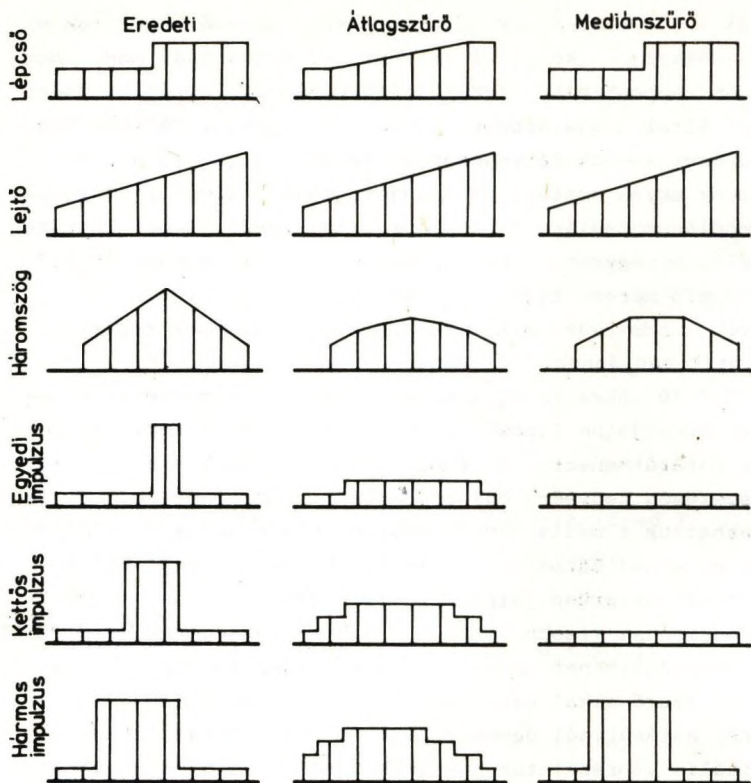 Eredeti
Átlagszűrő
Mediánszűrő
Lépcső
Lejtő
Háromszög
Egyedi
impulzus
Kettős
impulzus
Hármas
impulzus